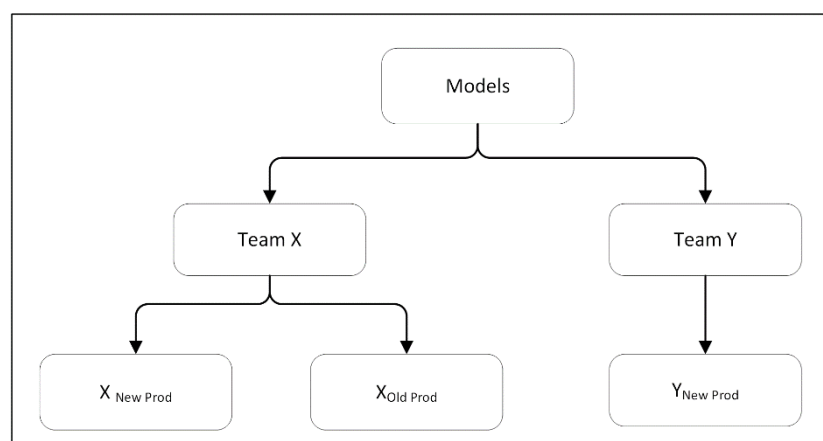 Models
Team X
Team Y
X New Prod
XOld Prod
YNew Prod